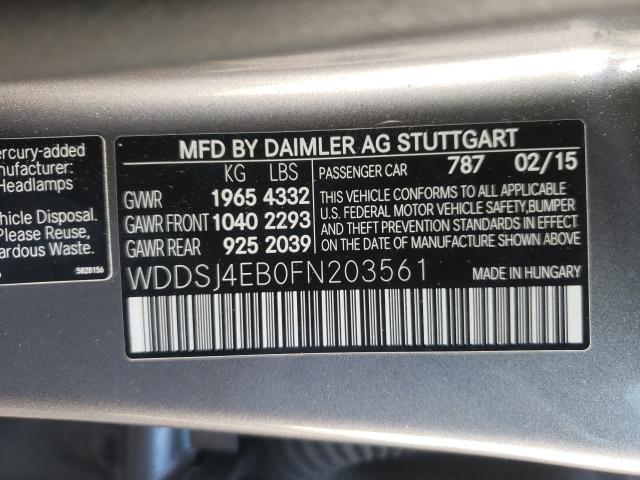 ercury-added
nufacturer:
Headlamps
hicle Disposal.
Please Reuse,
ardous Waste.
5828156
MFD BY DAIMLER AG STUTTGART
KG LBS
GVWR 1965 4332
GAWR FRONT 1040 2293
GAWR REAR 925 2039
PASSENGER CAR 787 02/15
THIS VEHICLE CONFORMS TO ALL APPLICABLE
U.S. FEDERAL MOTOR VEHICLE SAFETY,BUMPER
AND THEFT PREVENTION STANDARDS IN EFFECT
ON THE DATE OF MANUFACTURE SHOWN ABOVE.
WDDSJ4EB0FN203561 MADE IN HUNGARY